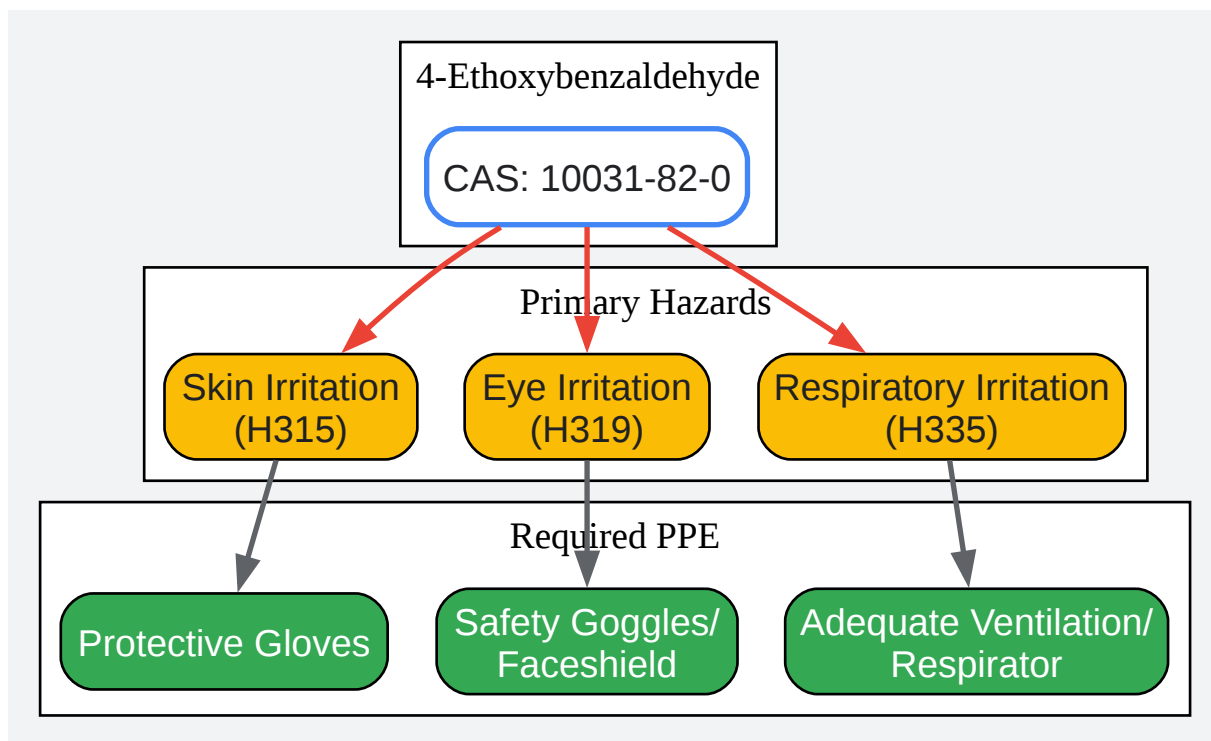 4-Ethoxybenzaldehyde
CAS: 10031-82-0
Primary Hazards
Skin Irritation
(H315)
Eye Irritation
(H319)
Respiratory Irritation
(H335)
Required PPE
Protective Gloves
Safety Goggles/
Faceshield
Adequate Ventilation/
Respirator